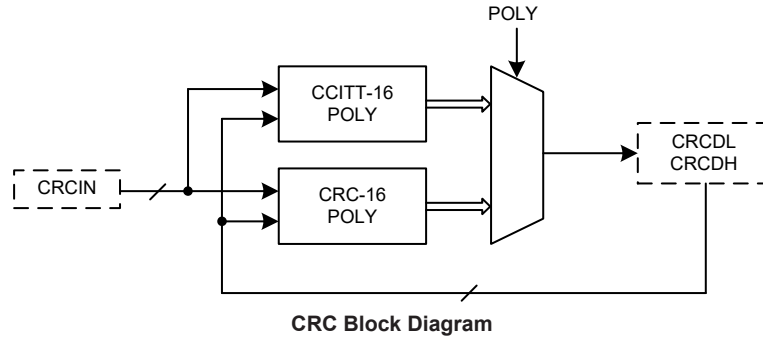 POLY
CCITT-16
POLY
CRCDL
CRCDH
CRCIN
CRC-16
POLY
CRC Block Diagram